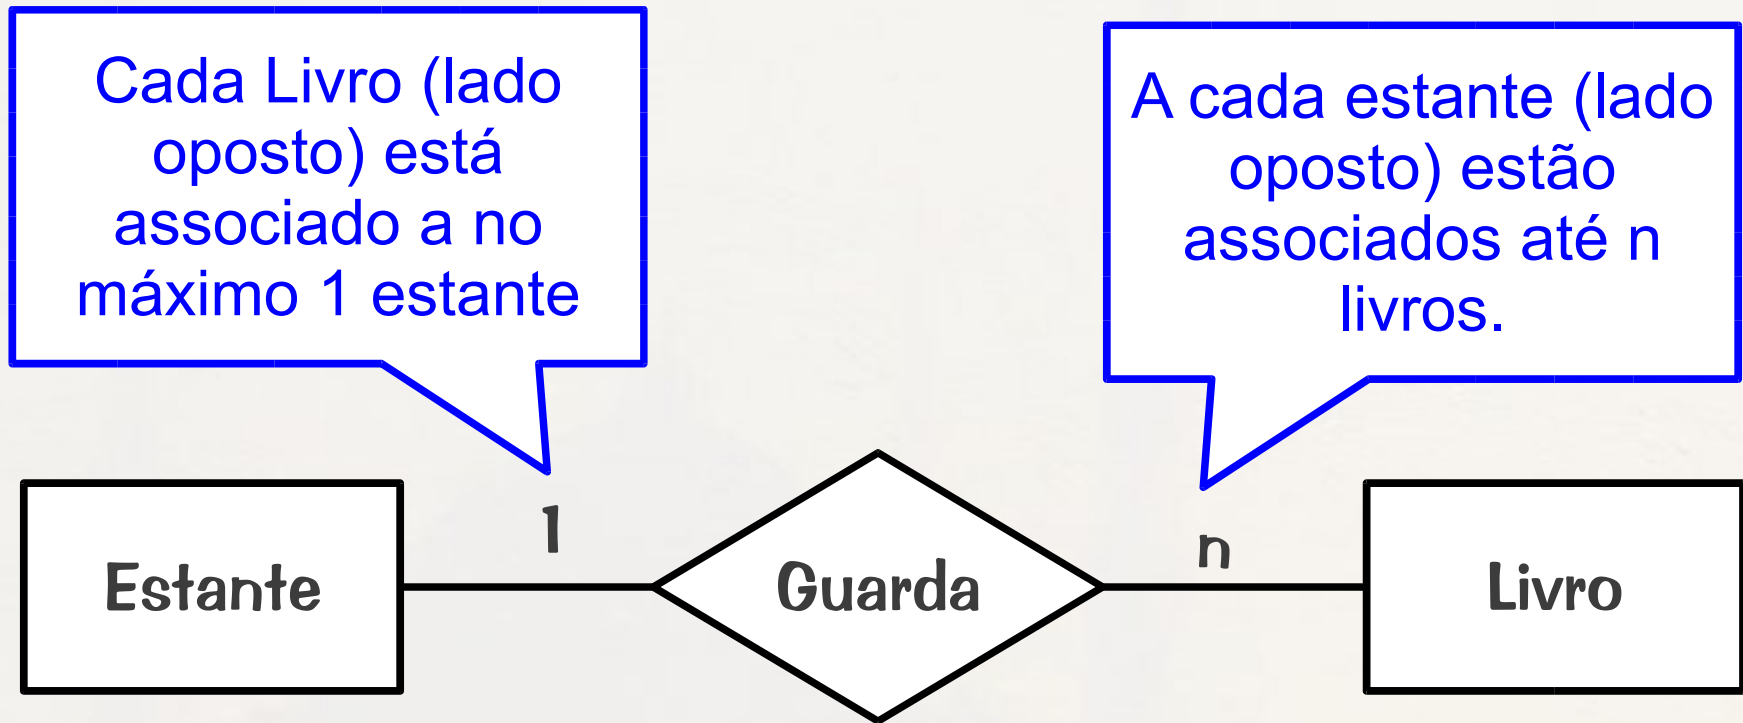 Cada Livro (lado
oposto) está
associado a no
máximo 1 estante
A cada estante (lado
oposto) estão
associados até n
livros.
1
n
Estante
Guarda
Livro